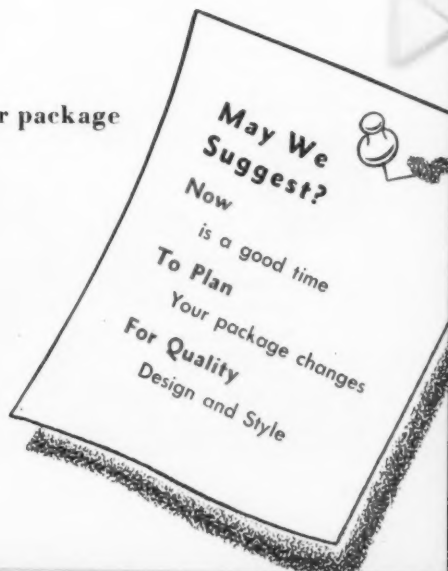 r package
May We
Suggest?
Now
is a good time
To Plan
Your package changes
For Quality
Design and Style